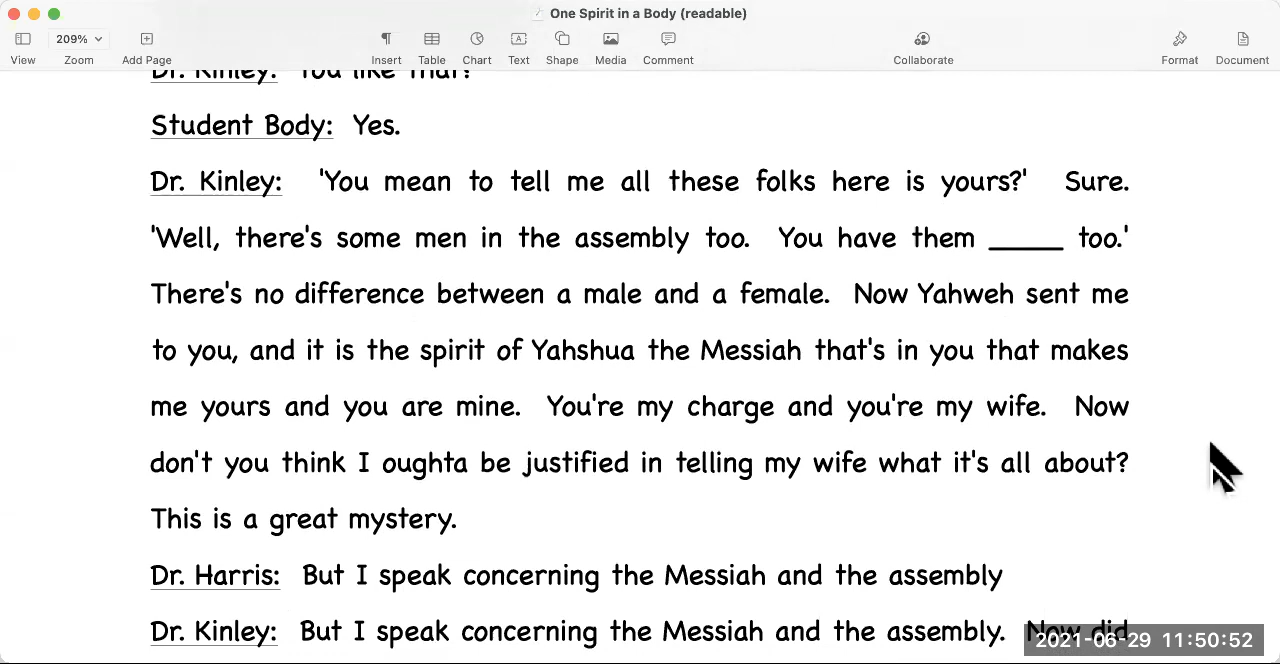 One Spirit in a Body (readable)
209%
View Zoom Add Page Insert Table Chart Text Shape Media Comment Collaborate Format Document
Dr. Kinley: You like that?
Student Body: Yes.
Dr. Kinley: 'You mean to tell me all these folks here is yours?' Sure.
'Well, there's some men in the assembly too. You have them _____ too.'
There's no difference between a male and a female. Now Yahweh sent me
to you, and it is the spirit of Yahshua the Messiah that's in you that makes
me yours and you are mine. You're my charge and you're my wife. Now
don't you think I oughta be justified in telling my wife what it's all about?
This is a great mystery.
Dr. Harris: But I speak concerning the Messiah and the assembly
Dr. Kinley: But I speak concerning the Messiah and the assembly. Now did
2021-06-29 11:50:52